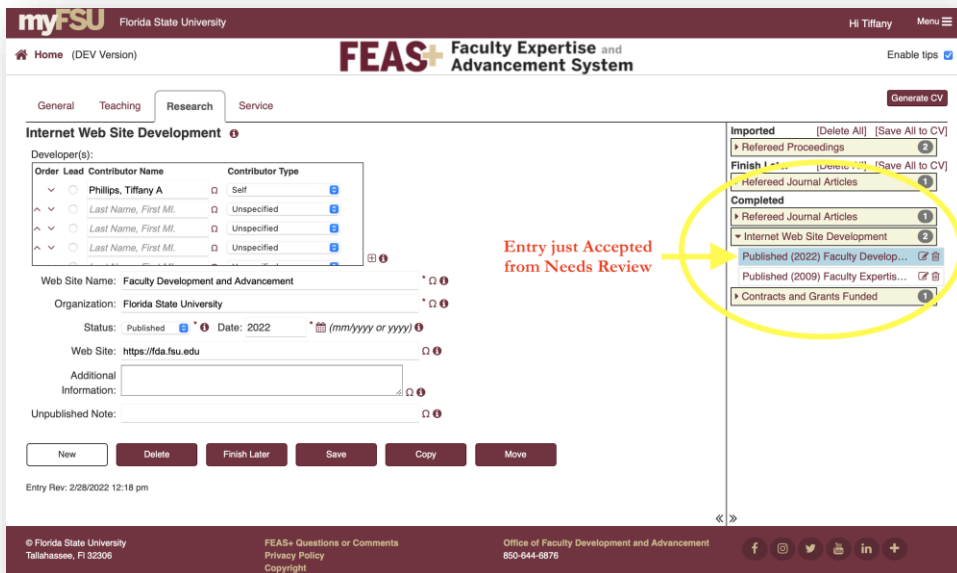 myFSU Florida State University Hi Tiffany Menu
Home (DEV Version) FEAS+ Faculty Expertise and Advancement System Enable tips
General Teaching Research Service Generate CV
Internet Web Site Development
Developer(s):
Order Lead Contributor Name Contributor Type
Phillips, Tiffany A Ω Self
Last Name, First MI. Ω Unspecified
Last Name, First MI. Ω Unspecified
Last Name, First MI. Ω Unspecified
Web Site Name: Faculty Development and Advancement * Ω
Organization: Florida State University * Ω
Status: Published * Date: 2022 * (mm/yyyy or yyyy)
Web Site: https://fda.fsu.edu Ω
Additional
Information: Ω
Unpublished Note: Ω
New Delete Finish Later Save Copy Move
Entry Rev: 2/28/2022 12:18 pm
Imported [Delete All] [Save All to CV]
Refereed Proceedings 2
Finish Later [Delete All] [Save All to CV]
Refereed Journal Articles 1
Completed
Refereed Journal Articles 1
Internet Web Site Development 2
Published (2022) Faculty Develop...
Published (2009) Faculty Expertis...
Contracts and Grants Funded 1
Entry just Accepted
from Needs Review
« »
© Florida State University
Tallahassee, Fl 32306
FEAS+ Questions or Comments
Privacy Policy
Copyright
Office of Faculty Development and Advancement
850-644-6876